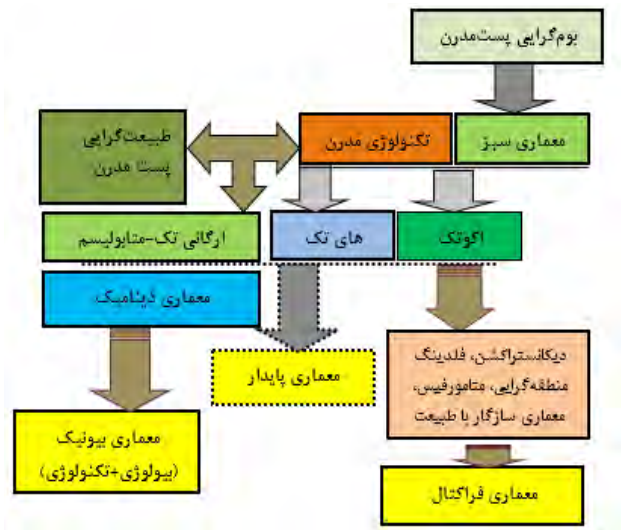 بوم‌گرایی پست‌مدرن
معماری سبز
تکنولوژی مدرن
طبیعت‌گرایی
پست مدرن
اکوتک
های تک
ارگانی تک-متابولیسم
معماری دینامیک
دیکانستراکشن، فلدینگ
منطقه‌گرایی، متامورفیس،
معماری سازگار با طبیعت
معماری پایدار
معماری بیونیک
(بیولوژی+تکنولوژی)
معماری فراکتال